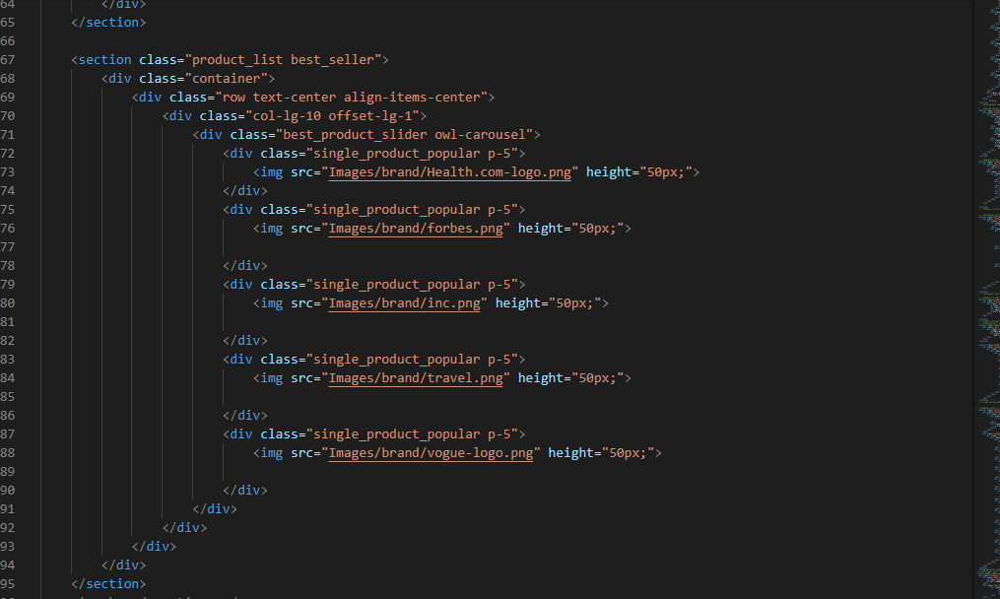 64 </div>
65 </section>
66
67 <section class="product_list best_seller">
68 <div class="container">
69 <div class="row text-center align-items-center">
70 <div class="col-lg-10 offset-lg-1">
71 <div class="best_product_slider owl-carousel">
72 <div class="single_product_popular p-5">
73 <img src="Images/brand/Health.com-logo.png" height="50px;">
74 </div>
75 <div class="single_product_popular p-5">
76 <img src="Images/brand/forbes.png" height="50px;">
77
78 </div>
79 <div class="single_product_popular p-5">
80 <img src="Images/brand/inc.png" height="50px;">
81
82 </div>
83 <div class="single_product_popular p-5">
84 <img src="Images/brand/travel.png" height="50px;">
85
86 </div>
87 <div class="single_product_popular p-5">
88 <img src="Images/brand/vogue-logo.png" height="50px;">
89
90 </div>
91 </div>
92 </div>
93 </div>
94 </div>
95 </section>